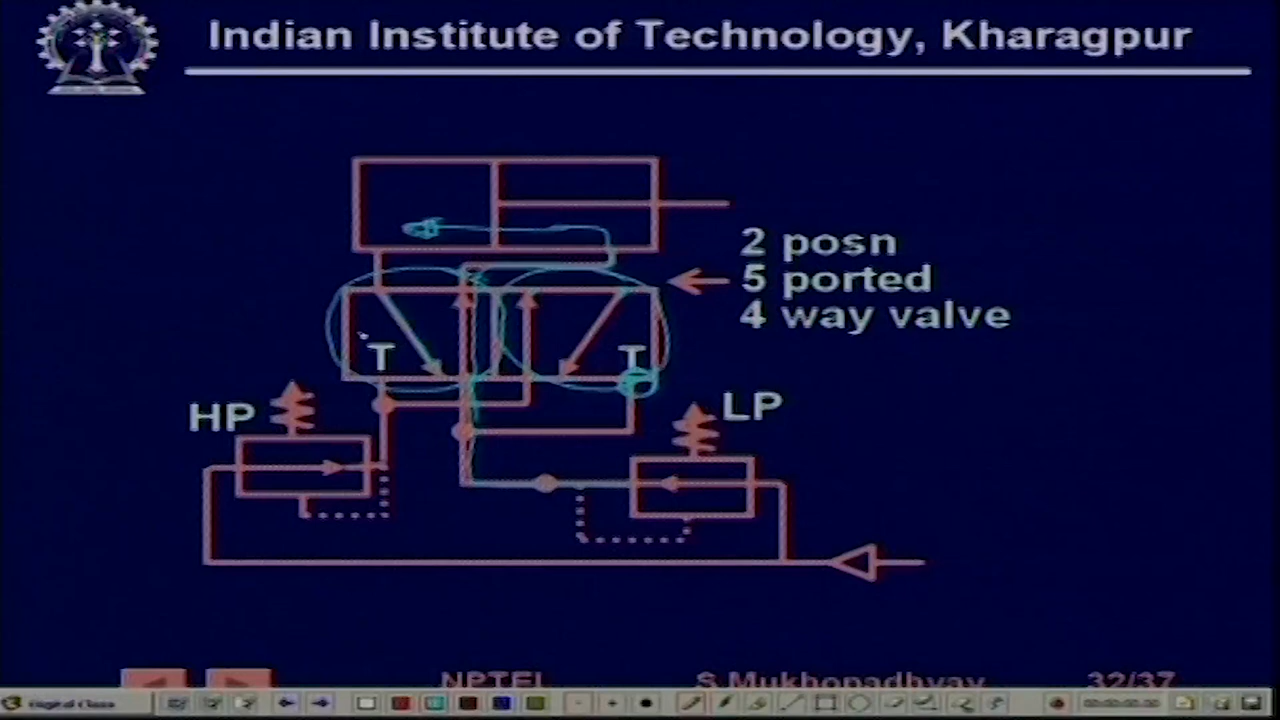 Indian Institute of Technology, Kharagpur
2 posn
5 ported
4 way valve
T
T
HP
LP
NPTEL
S.Mukhopadhyay
32/37